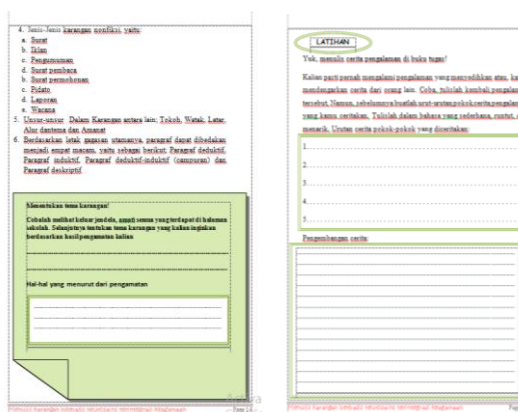 4. Jenis-Jenis karangan nonfiksi, yaitu:
a. Surat
b. Iklan
c. Pengumuman
d. Surat pembaca
e. Surat permohonan
c. Pidato
d. Laporan
e. Wacana
5. Unsur-unsur Dalam Karangan antara lain; Tokoh, Watak, Latar,
Alur dantema dan Amanat
6. Berdasarkan letak gagasan utamanya, paragraf dapat dibedakan
menjadi empat macam, yaitu sebagai berikut; Paragraf deduktif,
Paragraf induktif, Paragraf deduktif-induktif (campuran) dan
Paragraf deskriptif
Menentukan tema karangan!
Cobalah melihat keluar jendela, amati semua yang terdapat di halaman
sekolah. Selanjutnya tentukan tema karangan yang kalian inginkan
berdasarkan hasil pengamatan kalian
Hal-hal yang menurut dari pengamatan
Page 14
LATIHAN
Yuk, menulis cerita pengalaman di buku tugas!
Kalian pasti pernah mengalami pengalaman yang menyedihkan atau, ka
mendengarkan cerita dari orang lain. Coba, tulislah kembali pengalam
tersebut. Namun, sebelumnya buatlah urut-urutan pokok cerita pengalam
yang kamu ceritakan. Tulislah dalam bahasa yang sederhana, runtut, d
menarik. Urutan cerita pokok-pokok yang diceritakan:
1.
2.
3.
4.
5.
Pengembangan cerita: